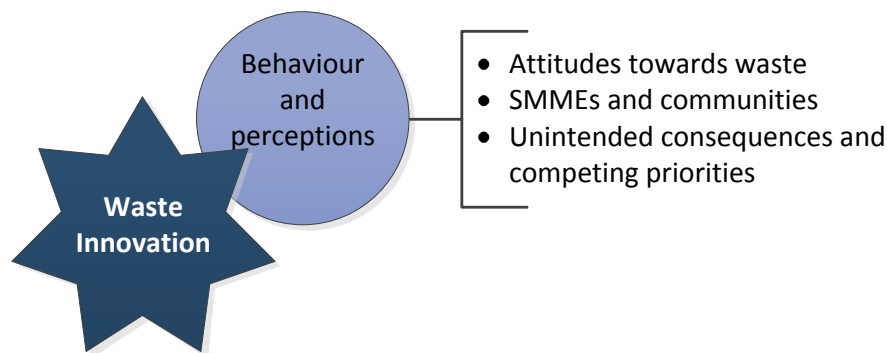 Behaviour
and
perceptions
• Attitudes towards waste
• SMMEs and communities
• Unintended consequences and
competing priorities
Waste
Innovation